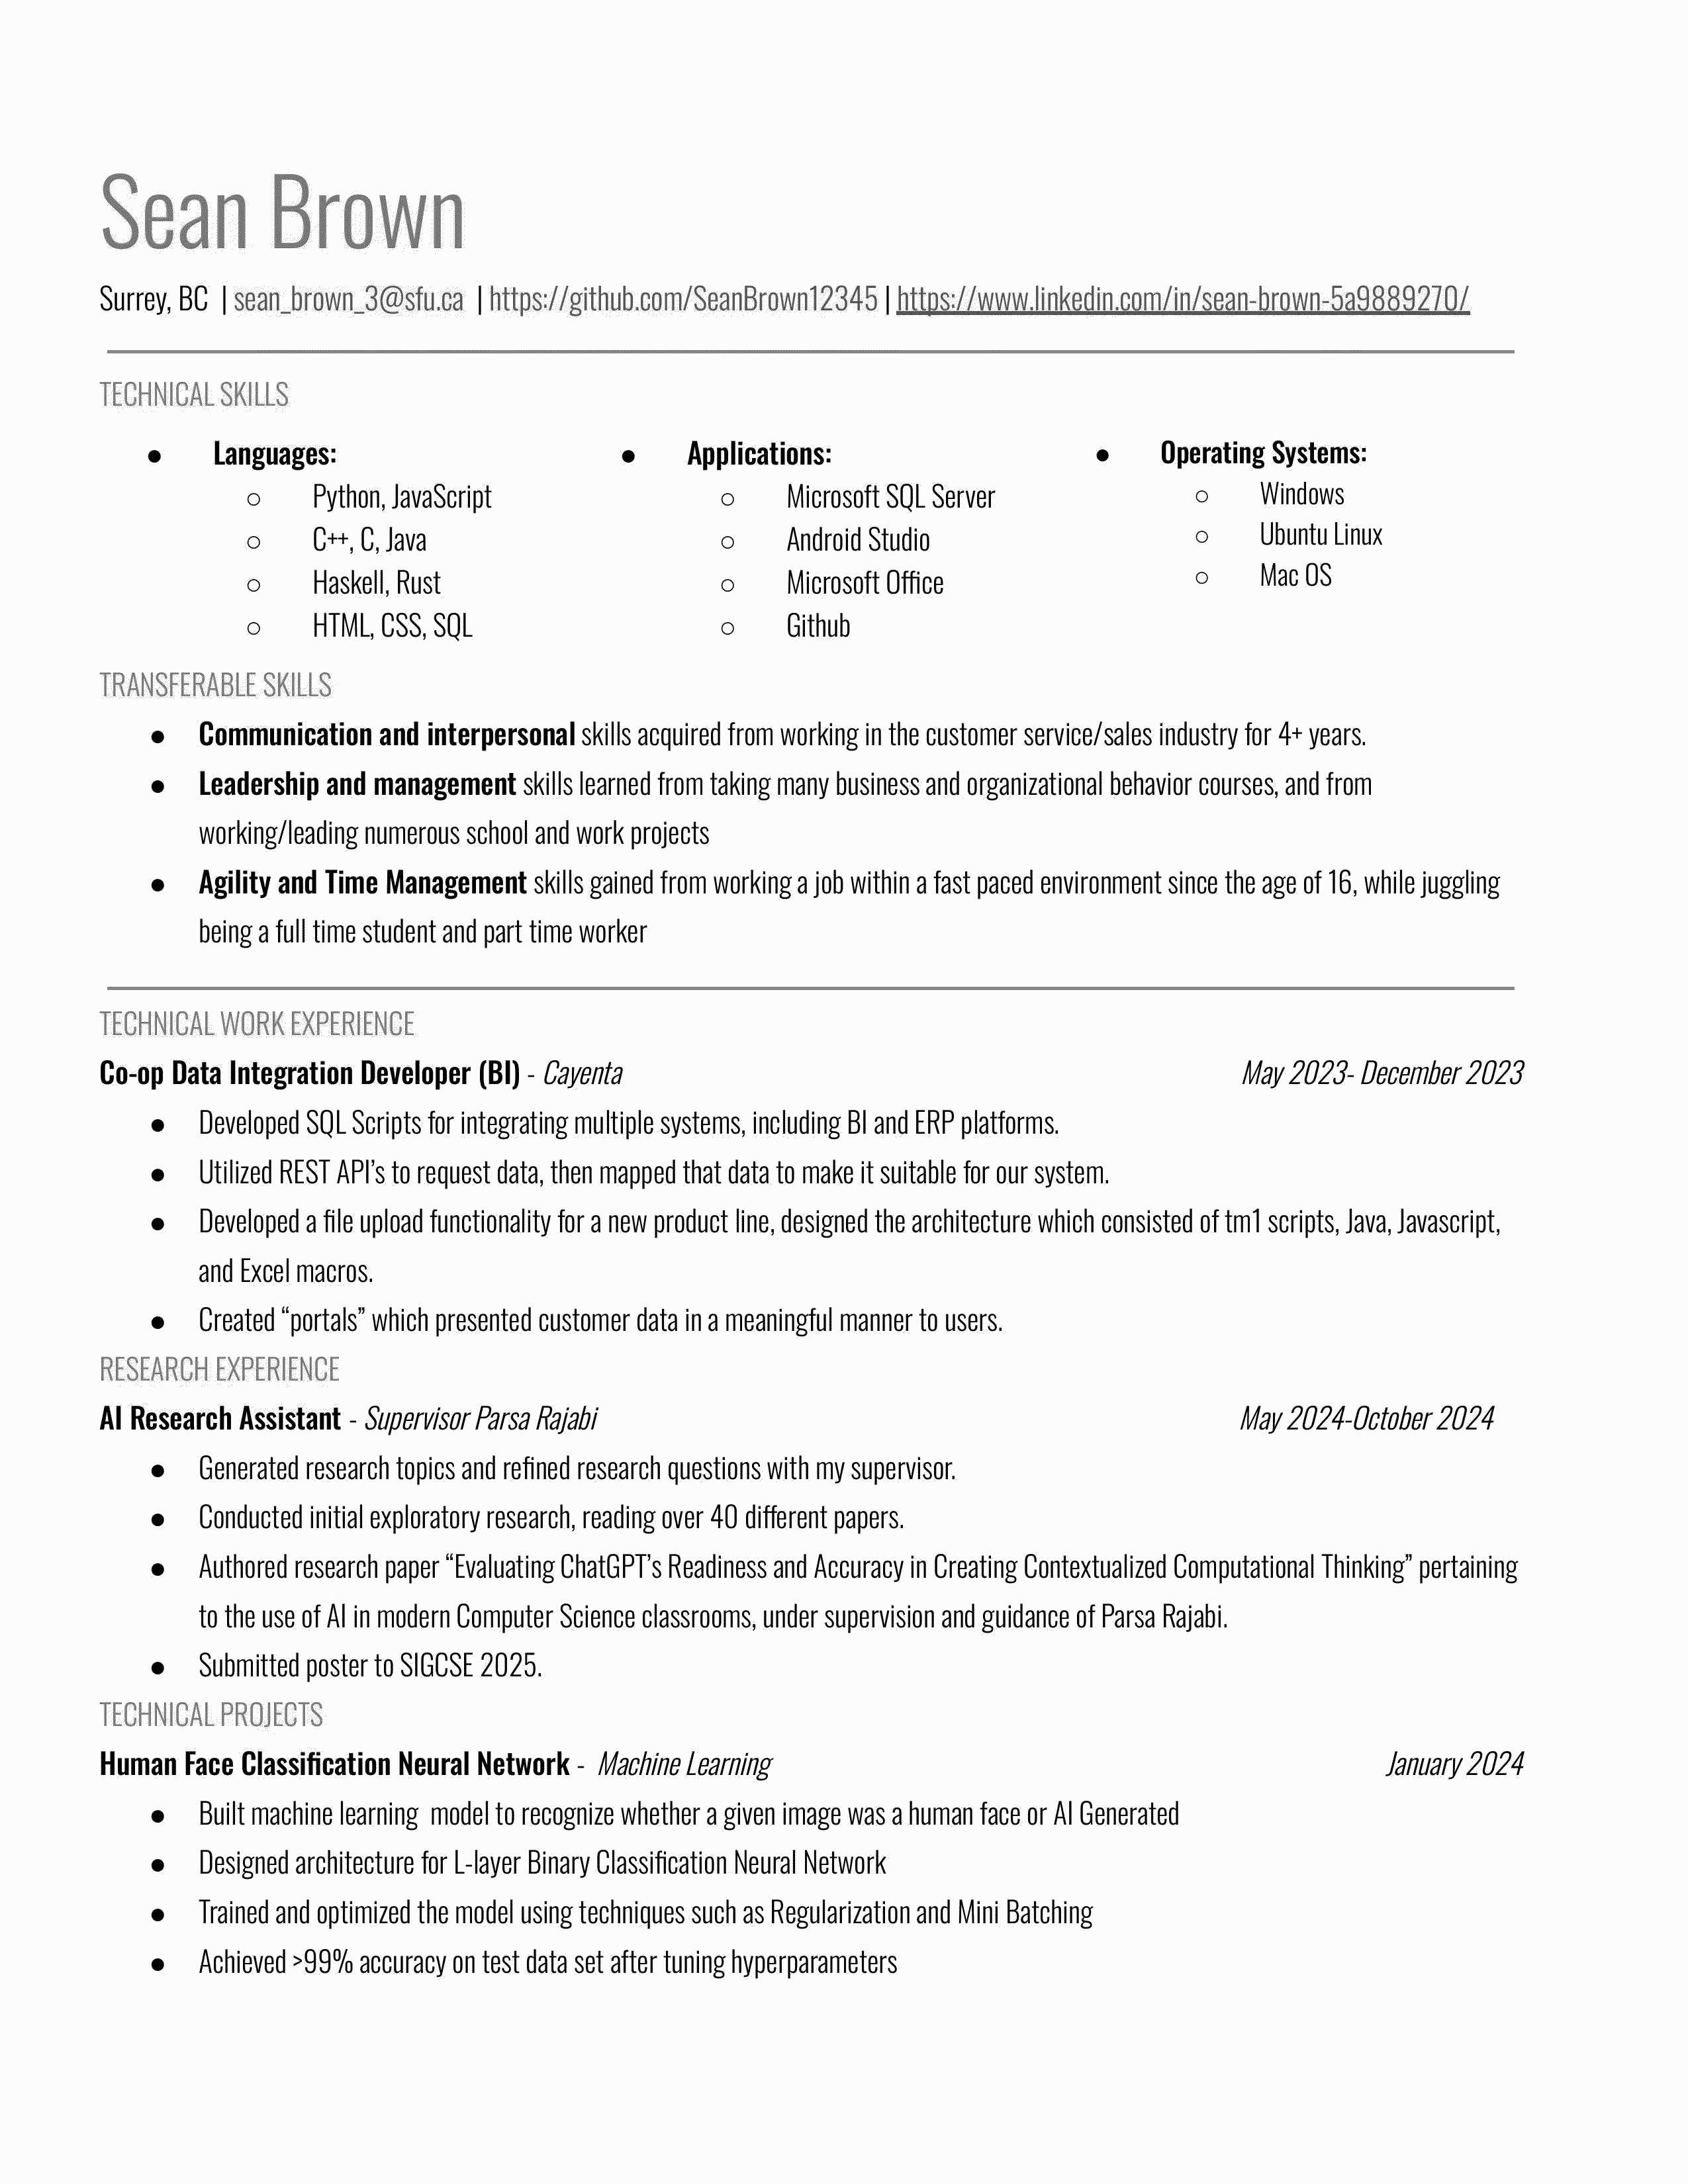 Sean Brown
Surrey, BC | sean_brown_3@sfu.ca | https://github.com/SeanBrown12345 | https://www.linkedin.com/in/sean-brown-5a9889270/
TECHNICAL SKILLS
● Languages:
○ Python, JavaScript
○ C++, C, Java
○ Haskell, Rust
○ HTML, CSS, SQL
● Applications:
○ Microsoft SQL Server
○ Android Studio
○ Microsoft Office
○ Github
● Operating Systems:
○ Windows
○ Ubuntu Linux
○ Mac OS
TRANSFERABLE SKILLS
● Communication and interpersonal skills acquired from working in the customer service/sales industry for 4+ years.
● Leadership and management skills learned from taking many business and organizational behavior courses, and from
working/leading numerous school and work projects
● Agility and Time Management skills gained from working a job within a fast paced environment since the age of 16, while juggling
being a full time student and part time worker
TECHNICAL WORK EXPERIENCE
Co-op Data Integration Developer (BI) - Cayenta May 2023- December 2023
● Developed SQL Scripts for integrating multiple systems, including BI and ERP platforms.
● Utilized REST API’s to request data, then mapped that data to make it suitable for our system.
● Developed a file upload functionality for a new product line, designed the architecture which consisted of tm1 scripts, Java, Javascript,
and Excel macros.
● Created “portals” which presented customer data in a meaningful manner to users.
RESEARCH EXPERIENCE
AI Research Assistant - Supervisor Parsa Rajabi May 2024-October 2024
● Generated research topics and refined research questions with my supervisor.
● Conducted initial exploratory research, reading over 40 different papers.
● Authored research paper “Evaluating ChatGPT’s Readiness and Accuracy in Creating Contextualized Computational Thinking” pertaining
to the use of AI in modern Computer Science classrooms, under supervision and guidance of Parsa Rajabi.
● Submitted poster to SIGCSE 2025.
TECHNICAL PROJECTS
Human Face Classification Neural Network - Machine Learning January 2024
● Built machine learning model to recognize whether a given image was a human face or AI Generated
● Designed architecture for L-layer Binary Classification Neural Network
● Trained and optimized the model using techniques such as Regularization and Mini Batching
● Achieved >99% accuracy on test data set after tuning hyperparameters